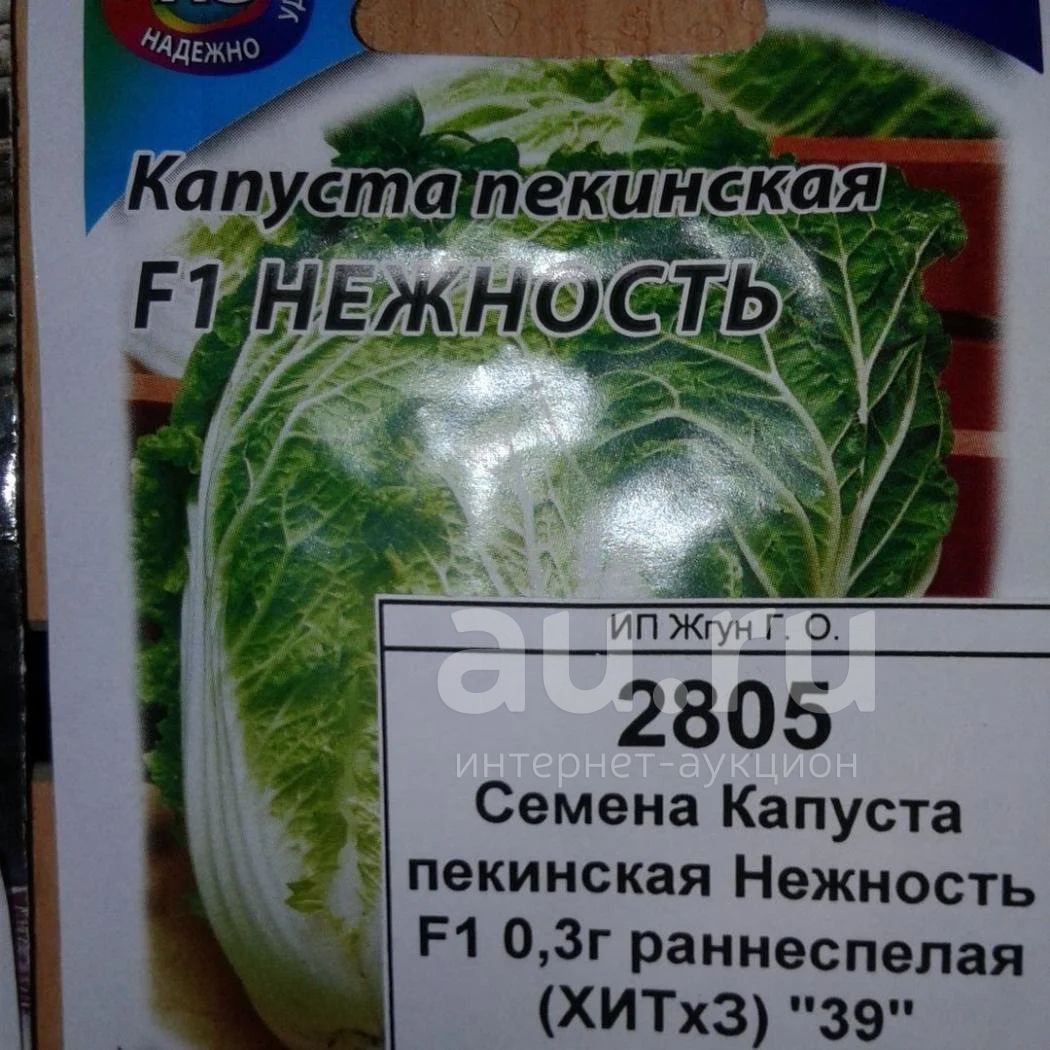 НАДЕЖНО
Капуста пекинская
F1 НЕЖНОСТЬ
ИП Жгун Г. О.
au.ru
2805
интернет-аукцион
Семена Капуста
пекинская Нежность
F1 0,3г раннеспелая
(ХИТхЗ) "39"